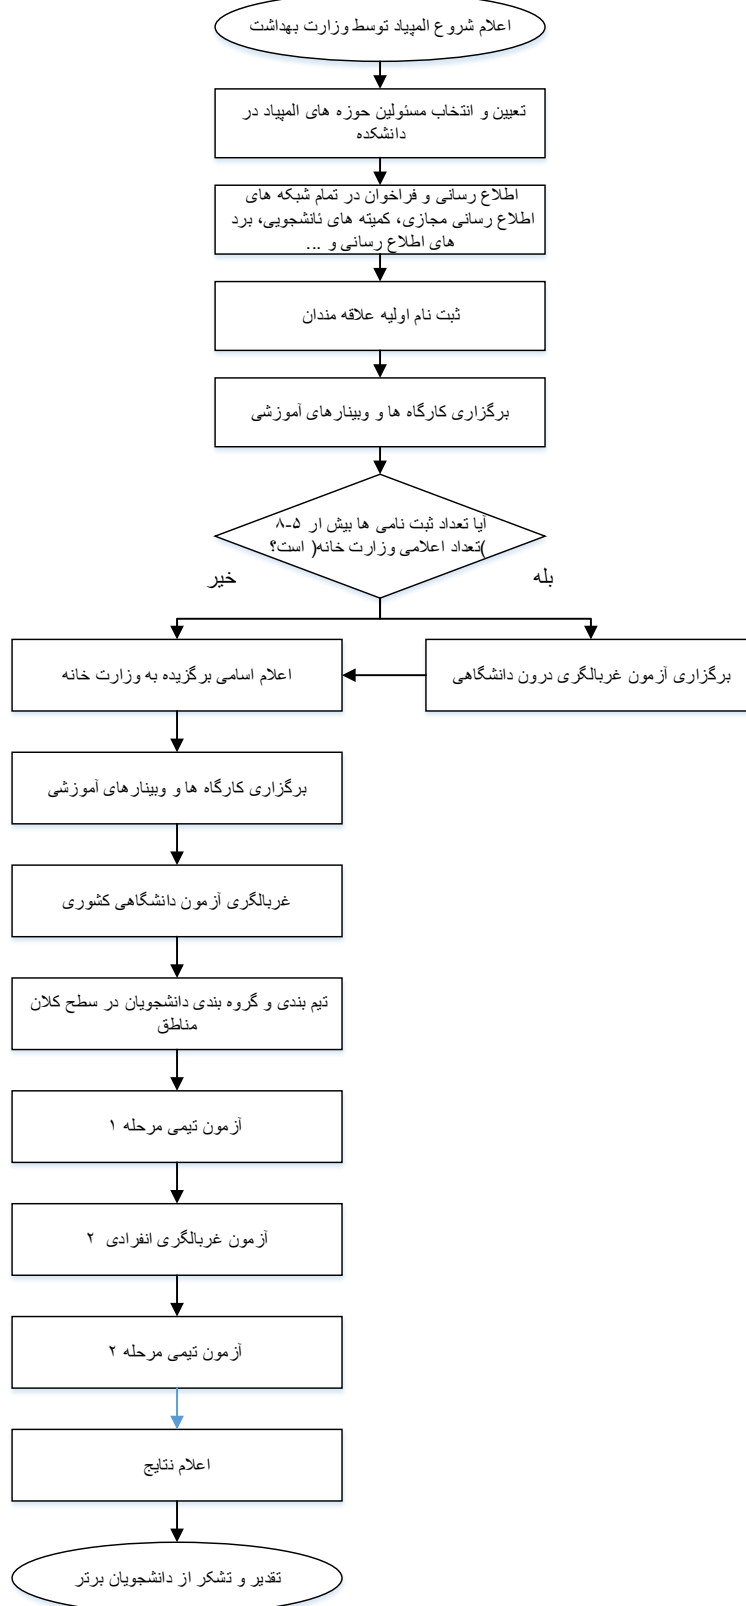 اعلام شروع المپیاد توسط وزارت بهداشت
تعیین و انتخاب مسئولین حوزه های المپیاد در
دانشکده
اطلاع رسانی و فراخوان در تمام شبکه های
اطلاع رسانی مجازی، کمیته های ئانشجویی، برد
های اطلاع رسانی و ...
ثبت نام اولیه علاقه مندان
برگزاری کارگاه ها و وبینارهای آموزشی
آیا تعداد ثبت نامی ها بیش ار ۵-۸
)تعداد اعلامی وزارت خانه( است؟
بله
خیر
برگزاری آزمون غربالگری درون دانشگاهی
اعلام اسامی برگزیده به وزارت خانه
برگزاری کارگاه ها و وبینارهای آموزشی
غربالگری آزمون دانشگاهی کشوری
تیم بندی و گروه بندی دانشجویان در سطح کلان
مناطق
آزمون تیمی مرحله ۱
آزمون غربالگری انفرادی ۲
آزمون تیمی مرحله ۲
اعلام نتایج
تقدیر و تشکر از دانشجویان برتر